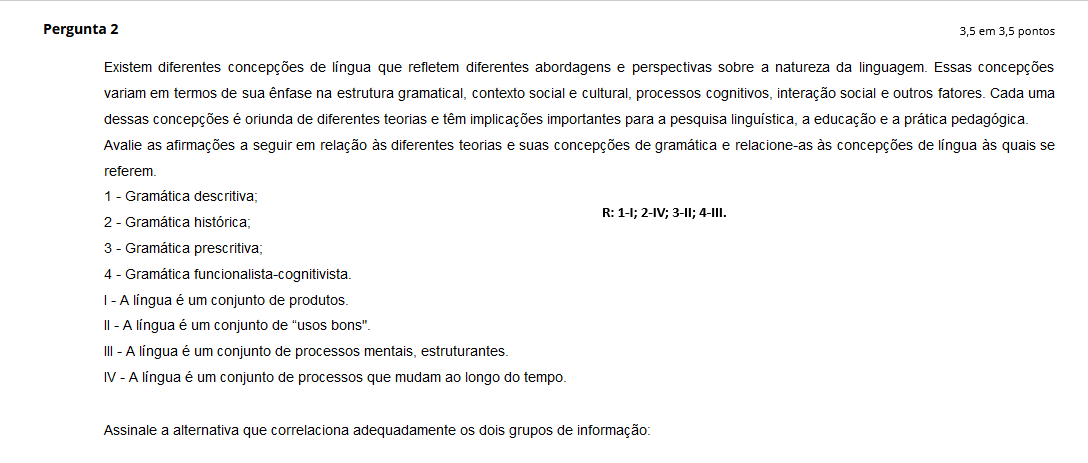 Pergunta 2
3,5 em 3,5 pontos
Existem diferentes concepções de língua que refletem diferentes abordagens e perspectivas sobre a natureza da linguagem. Essas concepções
variam em termos de sua ênfase na estrutura gramatical, contexto social e cultural, processos cognitivos, interação social e outros fatores. Cada uma
dessas concepções é oriunda de diferentes teorias e têm implicações importantes para a pesquisa linguística, a educação e a prática pedagógica.
Avalie as afirmações a seguir em relação às diferentes teorias e suas concepções de gramática e relacione-as às concepções de língua às quais se
referem.
1 - Gramática descritiva;
2 - Gramática histórica;
R: 1-I; 2-IV; 3-II; 4-III.
3 - Gramática prescritiva;
4 - Gramática funcionalista-cognitivista.
I - A língua é um conjunto de produtos.
II - A língua é um conjunto de “usos bons".
III - A língua é um conjunto de processos mentais, estruturantes.
IV - A língua é um conjunto de processos que mudam ao longo do tempo.
Assinale a alternativa que correlaciona adequadamente os dois grupos de informação: